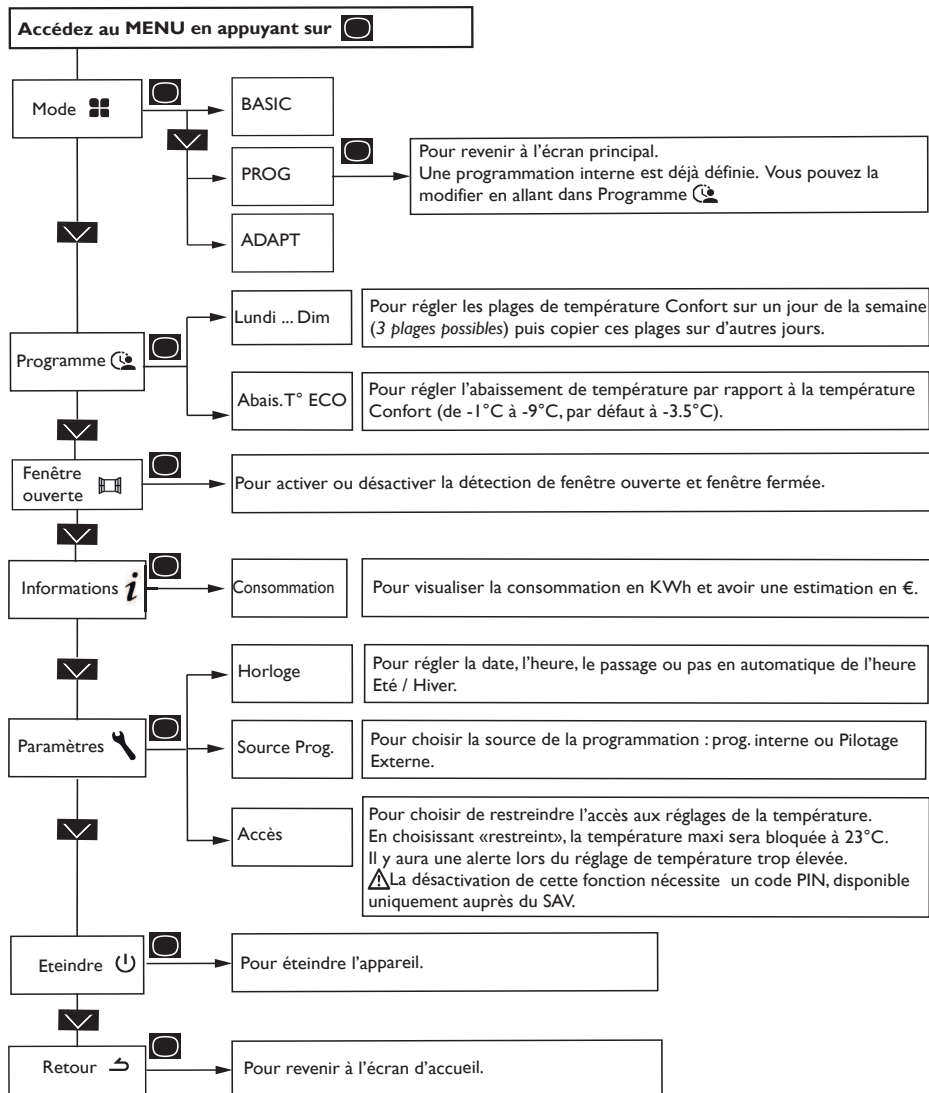 Accédez au MENU en appuyant sur
Mode
BASIC
PROG
Pour revenir à l'écran principal.
Une programmation interne est déjà définie. Vous pouvez la
modifier en allant dans Programme
ADAPT
Programme
Lundi ... Dim
Pour régler les plages de température Confort sur un jour de la semaine
(3 plages possibles) puis copier ces plages sur d'autres jours.
Abais.T° ECO
Pour régler l'abaissement de température par rapport à la température
Confort (de -1°C à -9°C, par défaut à -3.5°C).
Fenêtre
ouverte
Pour activer ou désactiver la détection de fenêtre ouverte et fenêtre fermée.
Informations i
Consommation
Pour visualiser la consommation en KWh et avoir une estimation en €.
Paramètres
Horloge
Pour régler la date, l'heure, le passage ou pas en automatique de l'heure
Eté / Hiver.
Source Prog.
Pour choisir la source de la programmation : prog. interne ou Pilotage
Externe.
Accès
Pour choisir de restreindre l'accès aux réglages de la température.
En choisissant «restreint», la température maxi sera bloquée à 23°C.
Il y aura une alerte lors du réglage de température trop élevée.
⚠La désactivation de cette fonction nécessite un code PIN, disponible
uniquement auprès du SAV.
Eteindre
Pour éteindre l'appareil.
Retour
Pour revenir à l'écran d'accueil.